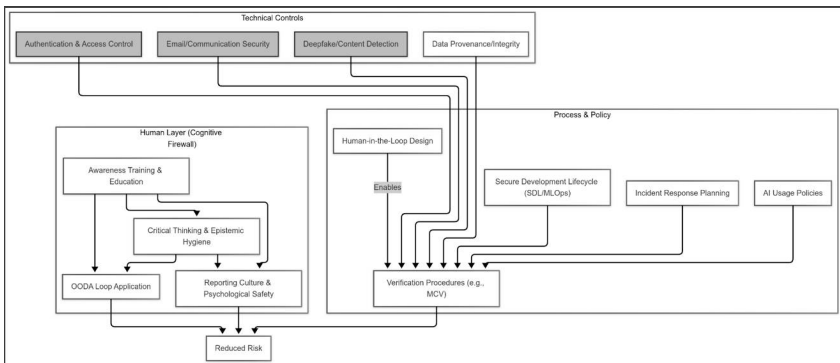 Technical Controls
Authentication & Access Control
Email/Communication Security
Deepfake/Content Detection
Data Provenance/Integrity
Process & Policy
Human Layer (Cognitive
Firewall)
Human-in-the-Loop Design
Awareness Training &
Education
Enables
Secure Development Lifecycle
(SDL/MLOps)
Incident Response Planning
AI Usage Policies
Critical Thinking & Epistemic
Hygiene
OODA Loop Application
Reporting Culture &
Psychological Safety
Verification Procedures (e.g.,
MCV)
Reduced Risk